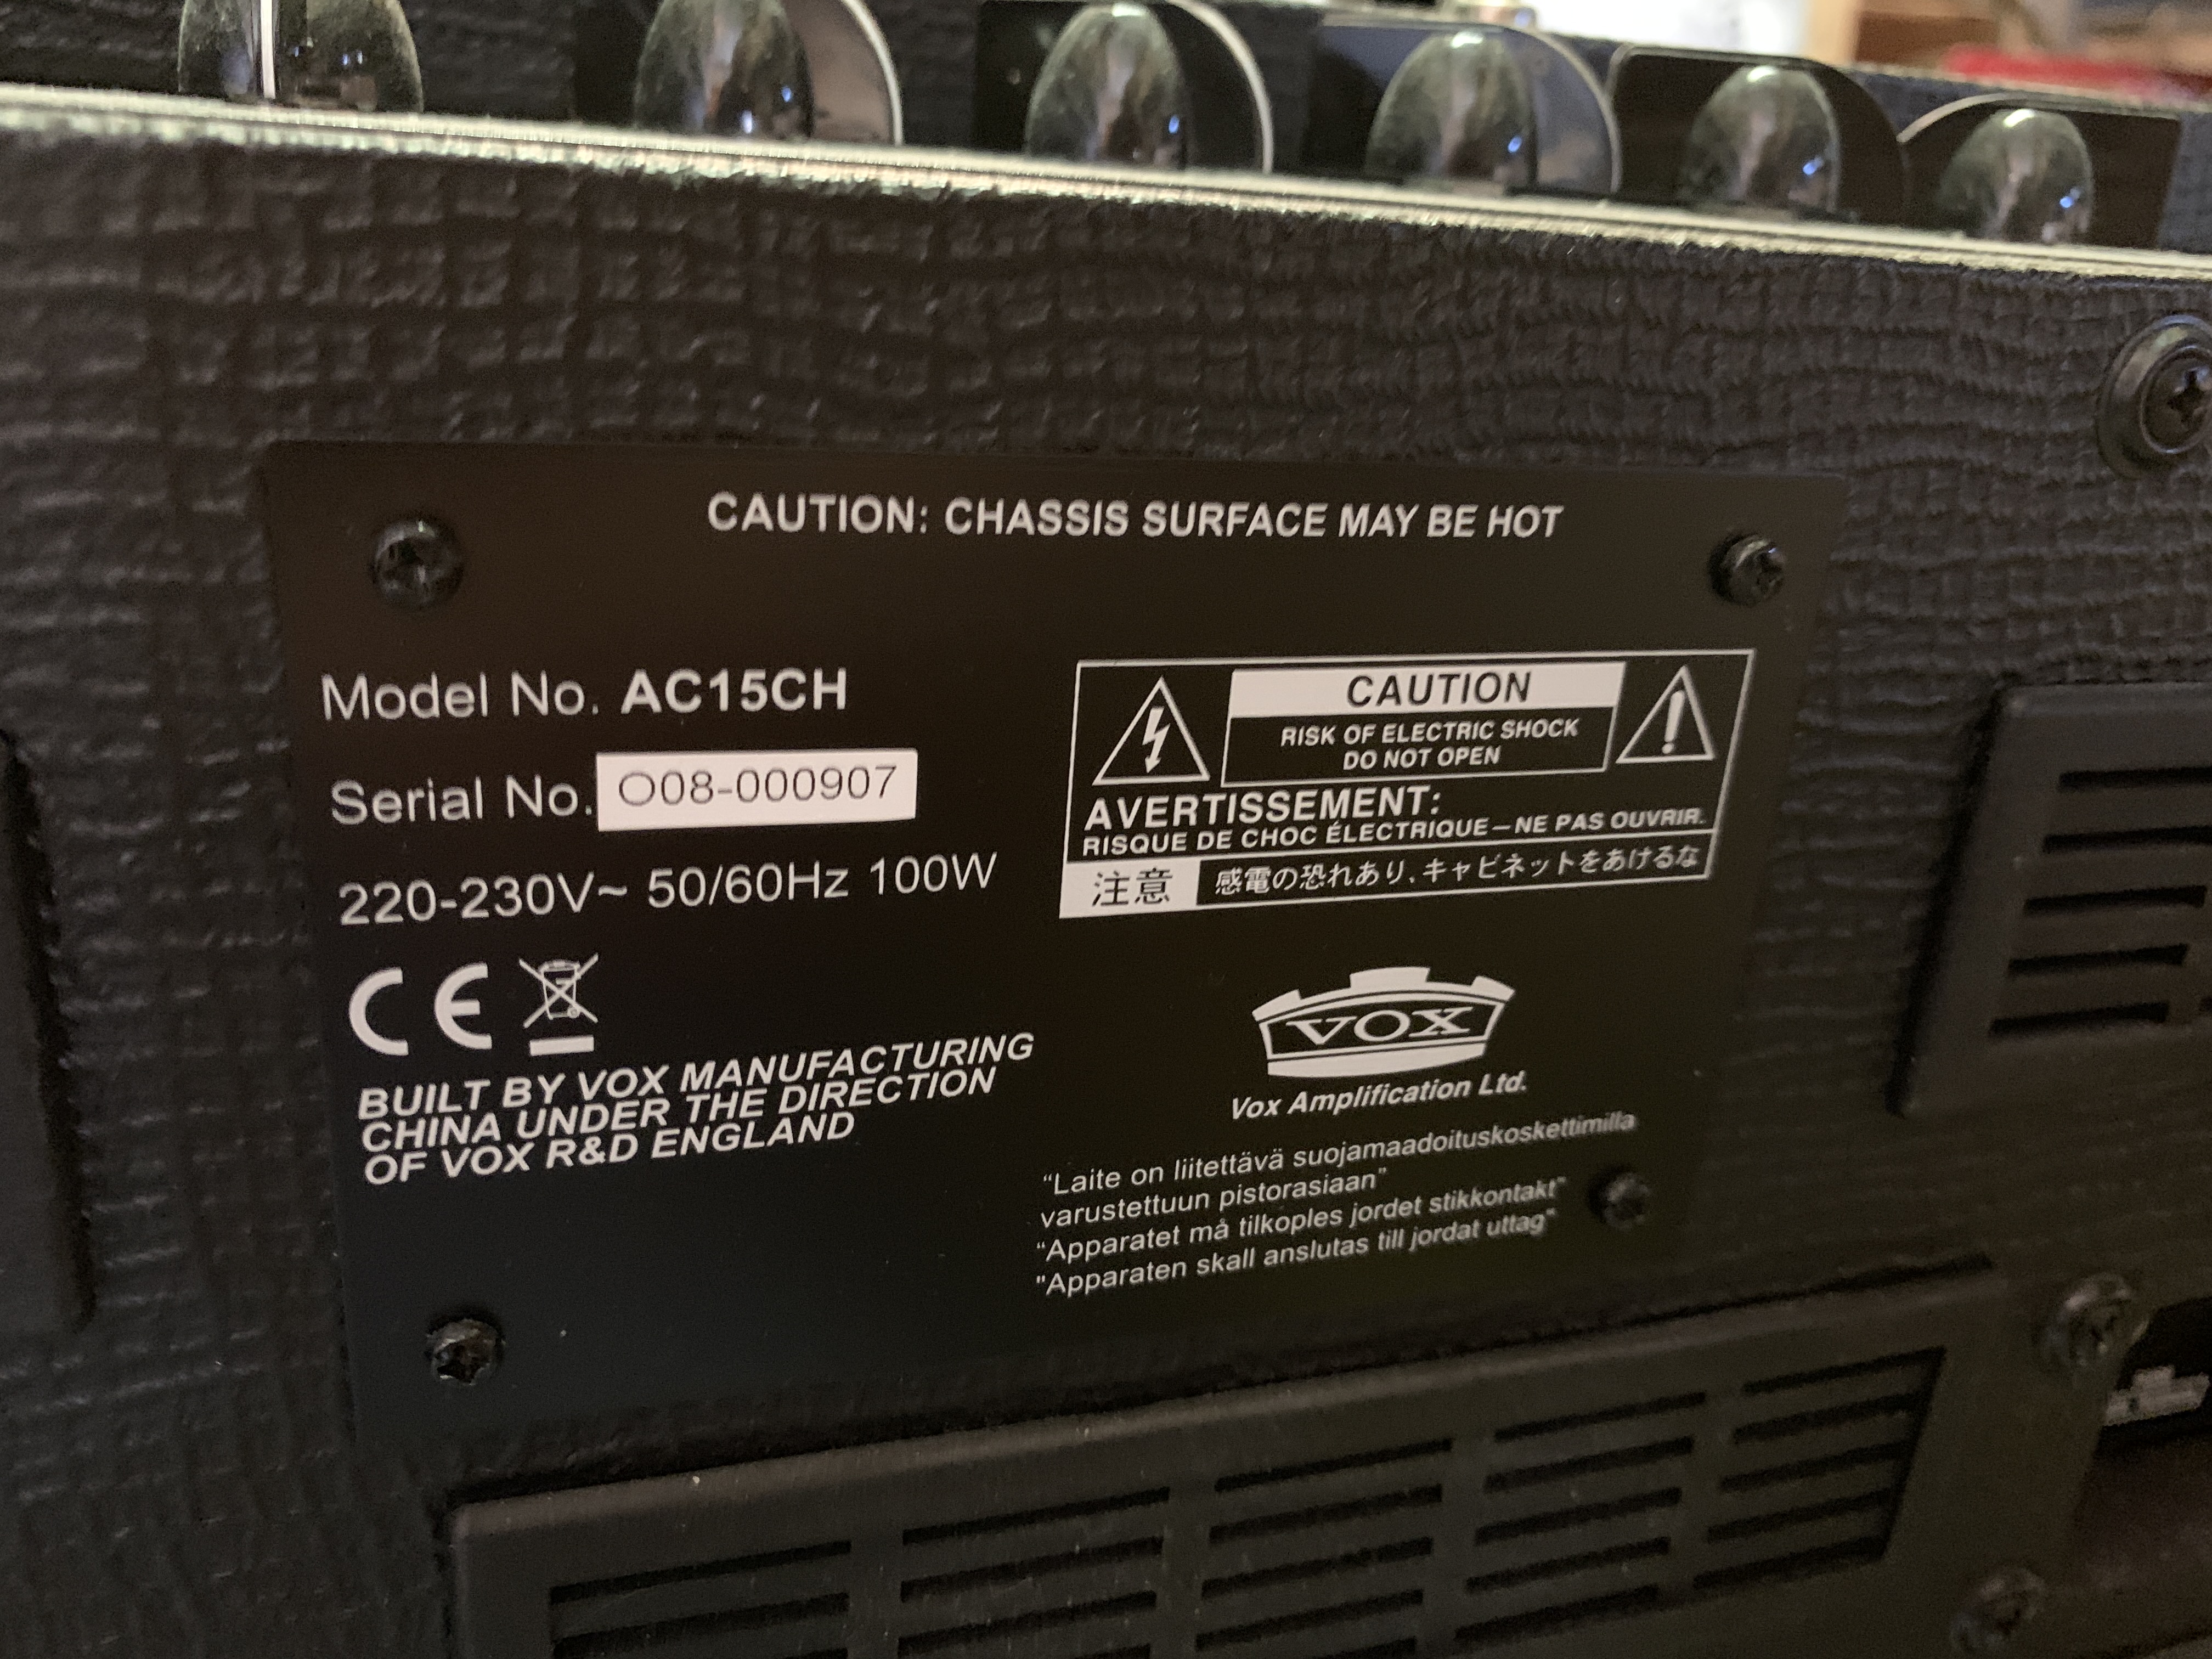 CAUTION: CHASSIS SURFACE MAY BE HOT
Model No. AC15CH
Serial No. O08-000907
220-230V~ 50/60Hz 100W
CE
BUILT BY VOX MANUFACTURING
CHINA UNDER THE DIRECTION
OF VOX R&D ENGLAND
CAUTION
RISK OF ELECTRIC SHOCK
DO NOT OPEN
AVERTISSEMENT:
RISQUE DE CHOC ÉLECTRIQUE—NE PAS OUVRIR.
注意 感電の恐れあり,キャビネットをあけるな
VOX
Vox Amplification Ltd.
“Laite on liitettävä suojamaadoituskoskettimilla
varustettuun pistorasiaan”
“Apparatet må tilkoples jordet stikkontakt”
"Apparaten skall anslutas till jordat uttag"